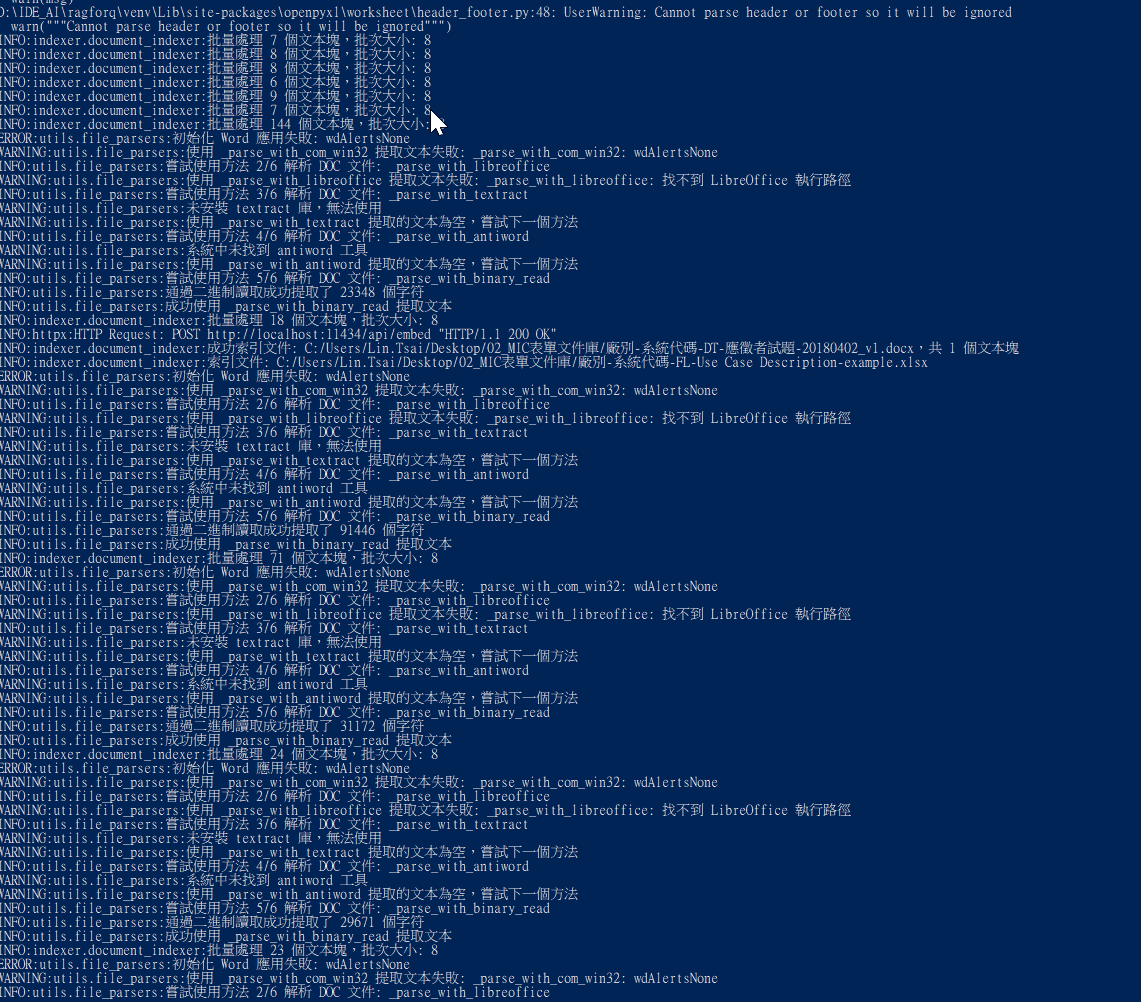 warn(msg)
D:\IDE_AI\ragforq\venv\Lib\site-packages\openpyxl\worksheet\header_footer.py:48: UserWarning: Cannot parse header or footer so it will be ignored
warn("""Cannot parse header or footer so it will be ignored""")
INFO:indexer.document_indexer:批量處理 7 個文本塊，批次大小: 8
INFO:indexer.document_indexer:批量處理 8 個文本塊，批次大小: 8
INFO:indexer.document_indexer:批量處理 8 個文本塊，批次大小: 8
INFO:indexer.document_indexer:批量處理 6 個文本塊，批次大小: 8
INFO:indexer.document_indexer:批量處理 9 個文本塊，批次大小: 8
INFO:indexer.document_indexer:批量處理 7 個文本塊，批次大小: 8
INFO:indexer.document_indexer:批量處理 144 個文本塊，批次大小:
ERROR:utils.file_parsers:初始化 Word 應用失敗: wdAlertsNone
WARNING:utils.file_parsers:使用 _parse_with_com_win32 提取文本失敗: _parse_with_com_win32: wdAlertsNone
INFO:utils.file_parsers:嘗試使用方法 2/6 解析 DOC 文件: _parse_with_libreoffice
WARNING:utils.file_parsers:使用 _parse_with_libreoffice 提取文本失敗: _parse_with_libreoffice: 找不到 LibreOffice 執行路徑
INFO:utils.file_parsers:嘗試使用方法 3/6 解析 DOC 文件: _parse_with_textract
WARNING:utils.file_parsers:未安裝 textract 庫，無法使用
WARNING:utils.file_parsers:使用 _parse_with_textract 提取的文本為空，嘗試下一個方法
INFO:utils.file_parsers:嘗試使用方法 4/6 解析 DOC 文件: _parse_with_antiword
WARNING:utils.file_parsers:系統中未找到 antiword 工具
WARNING:utils.file_parsers:使用 _parse_with_antiword 提取的文本為空，嘗試下一個方法
INFO:utils.file_parsers:嘗試使用方法 5/6 解析 DOC 文件: _parse_with_binary_read
INFO:utils.file_parsers:通過二進制讀取成功提取了 23348 個字符
INFO:utils.file_parsers:成功使用 _parse_with_binary_read 提取文本
INFO:indexer.document_indexer:批量處理 18 個文本塊，批次大小: 8
INFO:httpx:HTTP Request: POST http://localhost:11434/api/embed "HTTP/1.1 200 OK"
INFO:indexer.document_indexer:成功索引文件: C:/Users/Lin.Tsai/Desktop/02_MIC表單文件庫/廠別-系統代碼-DT-應徵者試題-20180402_v1.docx，共 1 個文本塊
INFO:indexer.document_indexer:索引文件: C:/Users/Lin.Tsai/Desktop/02_MIC表單文件庫/廠別-系統代碼-FL-Use Case Description-example.xlsx
ERROR:utils.file_parsers:初始化 Word 應用失敗: wdAlertsNone
WARNING:utils.file_parsers:使用 _parse_with_com_win32 提取文本失敗: _parse_with_com_win32: wdAlertsNone
INFO:utils.file_parsers:嘗試使用方法 2/6 解析 DOC 文件: _parse_with_libreoffice
WARNING:utils.file_parsers:使用 _parse_with_libreoffice 提取文本失敗: _parse_with_libreoffice: 找不到 LibreOffice 執行路徑
INFO:utils.file_parsers:嘗試使用方法 3/6 解析 DOC 文件: _parse_with_textract
WARNING:utils.file_parsers:未安裝 textract 庫，無法使用
WARNING:utils.file_parsers:使用 _parse_with_textract 提取的文本為空，嘗試下一個方法
INFO:utils.file_parsers:嘗試使用方法 4/6 解析 DOC 文件: _parse_with_antiword
WARNING:utils.file_parsers:系統中未找到 antiword 工具
WARNING:utils.file_parsers:使用 _parse_with_antiword 提取的文本為空，嘗試下一個方法
INFO:utils.file_parsers:嘗試使用方法 5/6 解析 DOC 文件: _parse_with_binary_read
INFO:utils.file_parsers:通過二進制讀取成功提取了 91446 個字符
INFO:utils.file_parsers:成功使用 _parse_with_binary_read 提取文本
INFO:indexer.document_indexer:批量處理 71 個文本塊，批次大小: 8
ERROR:utils.file_parsers:初始化 Word 應用失敗: wdAlertsNone
WARNING:utils.file_parsers:使用 _parse_with_com_win32 提取文本失敗: _parse_with_com_win32: wdAlertsNone
INFO:utils.file_parsers:嘗試使用方法 2/6 解析 DOC 文件: _parse_with_libreoffice
WARNING:utils.file_parsers:使用 _parse_with_libreoffice 提取文本失敗: _parse_with_libreoffice: 找不到 LibreOffice 執行路徑
INFO:utils.file_parsers:嘗試使用方法 3/6 解析 DOC 文件: _parse_with_textract
WARNING:utils.file_parsers:未安裝 textract 庫，無法使用
WARNING:utils.file_parsers:使用 _parse_with_textract 提取的文本為空，嘗試下一個方法
INFO:utils.file_parsers:嘗試使用方法 4/6 解析 DOC 文件: _parse_with_antiword
WARNING:utils.file_parsers:系統中未找到 antiword 工具
WARNING:utils.file_parsers:使用 _parse_with_antiword 提取的文本為空，嘗試下一個方法
INFO:utils.file_parsers:嘗試使用方法 5/6 解析 DOC 文件: _parse_with_binary_read
INFO:utils.file_parsers:通過二進制讀取成功提取了 31172 個字符
INFO:utils.file_parsers:成功使用 _parse_with_binary_read 提取文本
INFO:indexer.document_indexer:批量處理 24 個文本塊，批次大小: 8
ERROR:utils.file_parsers:初始化 Word 應用失敗: wdAlertsNone
WARNING:utils.file_parsers:使用 _parse_with_com_win32 提取文本失敗: _parse_with_com_win32: wdAlertsNone
INFO:utils.file_parsers:嘗試使用方法 2/6 解析 DOC 文件: _parse_with_libreoffice
WARNING:utils.file_parsers:使用 _parse_with_libreoffice 提取文本失敗: _parse_with_libreoffice: 找不到 LibreOffice 執行路徑
INFO:utils.file_parsers:嘗試使用方法 3/6 解析 DOC 文件: _parse_with_textract
WARNING:utils.file_parsers:未安裝 textract 庫，無法使用
WARNING:utils.file_parsers:使用 _parse_with_textract 提取的文本為空，嘗試下一個方法
INFO:utils.file_parsers:嘗試使用方法 4/6 解析 DOC 文件: _parse_with_antiword
WARNING:utils.file_parsers:系統中未找到 antiword 工具
WARNING:utils.file_parsers:使用 _parse_with_antiword 提取的文本為空，嘗試下一個方法
INFO:utils.file_parsers:嘗試使用方法 5/6 解析 DOC 文件: _parse_with_binary_read
INFO:utils.file_parsers:通過二進制讀取成功提取了 29671 個字符
INFO:utils.file_parsers:成功使用 _parse_with_binary_read 提取文本
INFO:indexer.document_indexer:批量處理 23 個文本塊，批次大小: 8
ERROR:utils.file_parsers:初始化 Word 應用失敗: wdAlertsNone
WARNING:utils.file_parsers:使用 _parse_with_com_win32 提取文本失敗: _parse_with_com_win32: wdAlertsNone
INFO:utils.file_parsers:嘗試使用方法 2/6 解析 DOC 文件: _parse_with_libreoffice